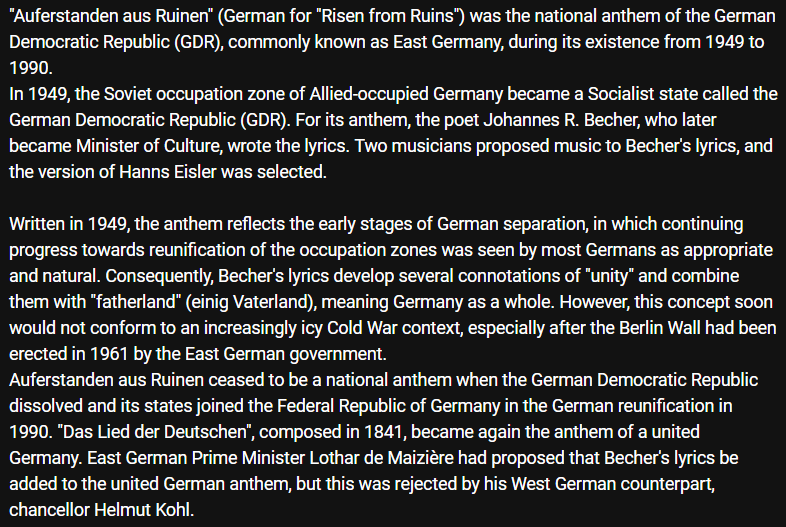 "Auferstanden aus Ruinen" (German for "Risen from Ruins") was the national anthem of the German
Democratic Republic (GDR), commonly known as East Germany, during its existence from 1949 to
1990.
In 1949, the Soviet occupation zone of Allied-occupied Germany became a Socialist state called the
German Democratic Republic (GDR). For its anthem, the poet Johannes R. Becher, who later
became Minister of Culture, wrote the lyrics. Two musicians proposed music to Becher's lyrics, and
the version of Hanns Eisler was selected.

Written in 1949, the anthem reflects the early stages of German separation, in which continuing
progress towards reunification of the occupation zones was seen by most Germans as appropriate
and natural. Consequently, Becher's lyrics develop several connotations of "unity" and combine
them with "fatherland" (einig Vaterland), meaning Germany as a whole. However, this concept soon
would not conform to an increasingly icy Cold War context, especially after the Berlin Wall had been
erected in 1961 by the East German government.
Auferstanden aus Ruinen ceased to be a national anthem when the German Democratic Republic
dissolved and its states joined the Federal Republic of Germany in the German reunification in
1990. "Das Lied der Deutschen", composed in 1841, became again the anthem of a united
Germany. East German Prime Minister Lothar de Maizière had proposed that Becher's lyrics be
added to the united German anthem, but this was rejected by his West German counterpart,
chancellor Helmut Kohl.